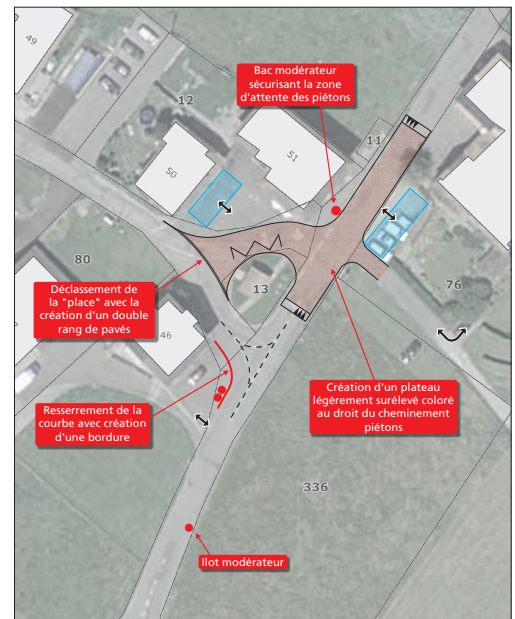 49
Bac modérateur
sécurisant la zone
d'attente des piétons
12
11
51
50
80
Déclassement de
la "place" avec la
création d'un double
rang de pavés
13
76
46
Resserrement de la
courbe avec création
d'une bordure
Création d'un plateau
légèrement surélevé coloré
au droit du cheminement
piétons
336
Ilot modérateur